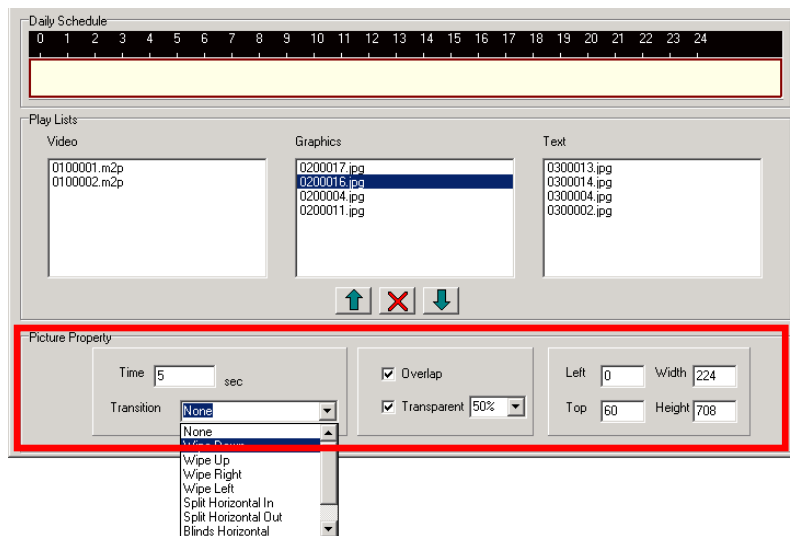 Daily Schedule
0 1 2 3 4 5 6 7 8 9 10 11 12 13 14 15 16 17 18 19 20 21 22 23 24
Play Lists
Video Graphics Text
0100001.m2p
0100002.m2p
0200017.jpg
0200016.jpg
0200004.jpg
0200011.jpg
0300013.jpg
0300014.jpg
0300004.jpg
0300002.jpg
Picture Property
Time 5 sec
Transition None
None
Wipe Down
Wipe Up
Wipe Right
Wipe Left
Split Horizontal In
Split Horizontal Out
Blinds Horizontal
Overlap
Transparent 50%
Left 0 Width 224
Top 60 Height 708